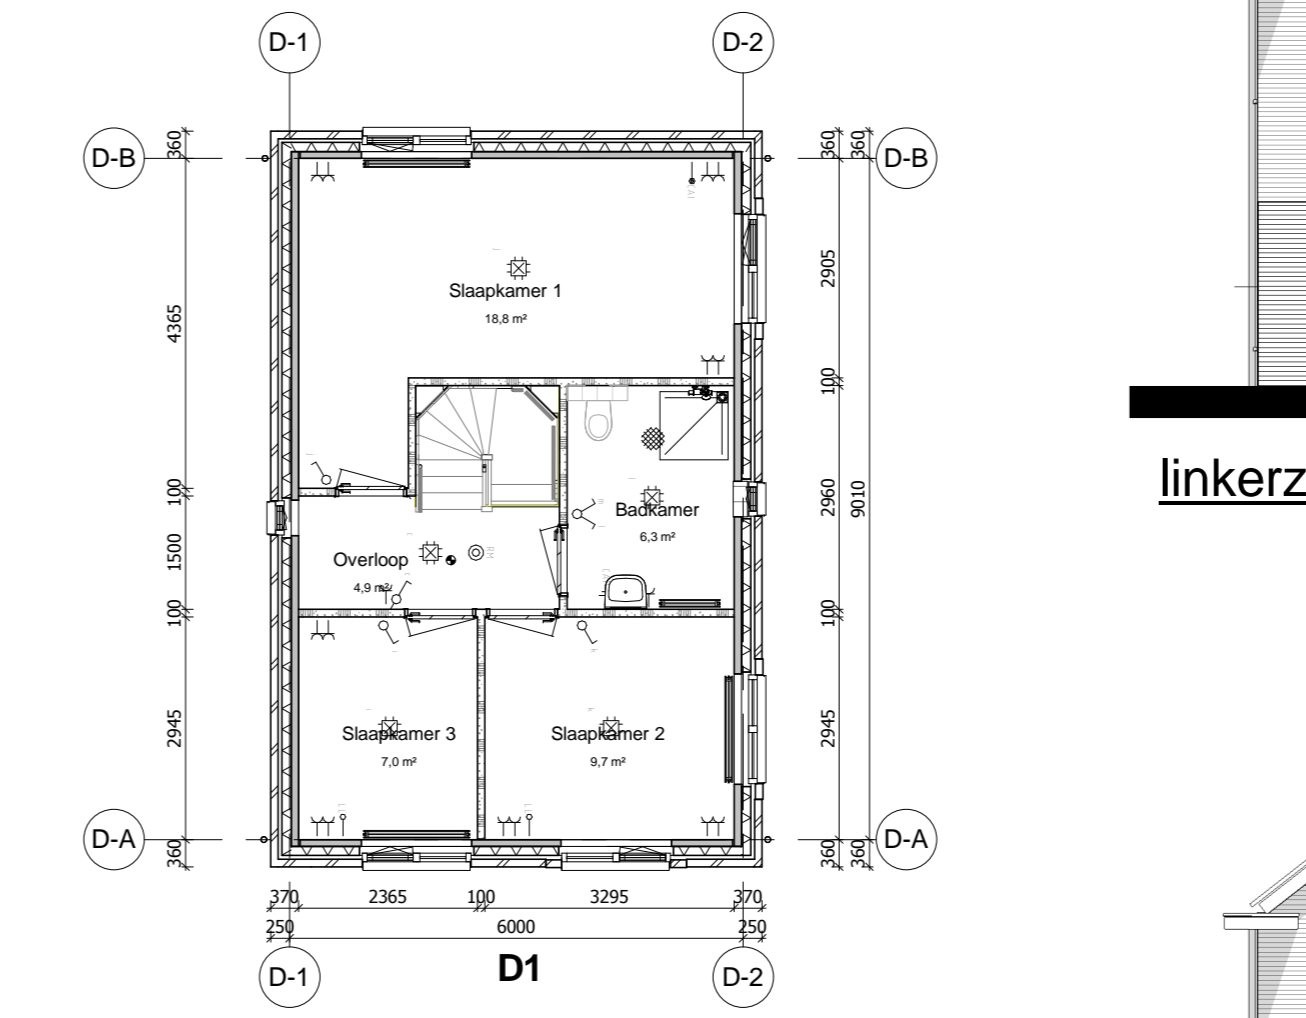 D-1
D-2
D-B
D-B
360
360
360
4365
2905
Slaapkamer 1
18,8 m²
100
100
2960
9010
Badkamer
6,3 m²
1500
Overloop
4,9 m²
RM
100
100
2945
2945
Slaapkamer 3
7,0 m²
Slaapkamer 2
9,7 m²
D-A
D-A
360
360
360
370
2365
100
3295
370
250
6000
250
D-1
D1
D-2
linkerz